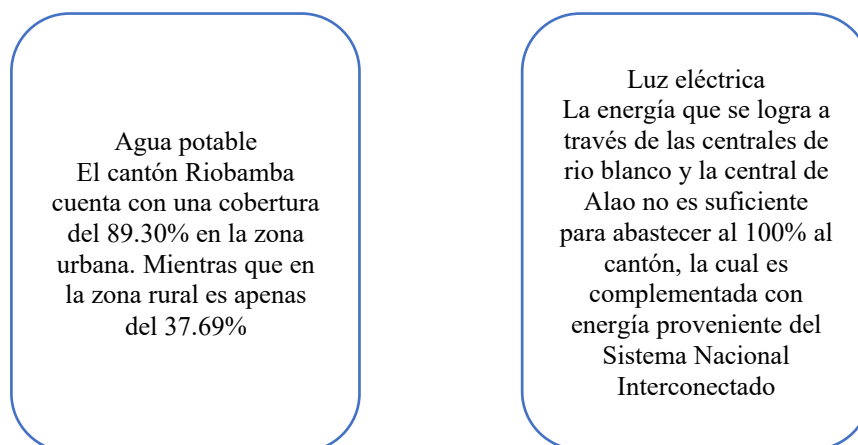 Agua potable
El cantón Riobamba
cuenta con una cobertura
del 89.30% en la zona
urbana. Mientras que en
la zona rural es apenas
del 37.69%
Luz eléctrica
La energía que se logra a
través de las centrales de
rio blanco y la central de
Alao no es suficiente
para abastecer al 100% al
cantón, la cual es
complementada con
energía proveniente del
Sistema Nacional
Interconectado